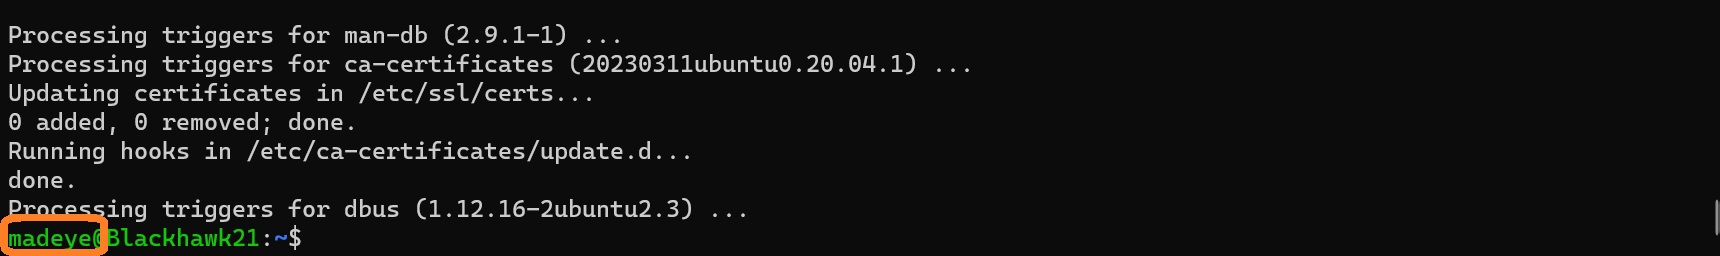 Processing triggers for man-db (2.9.1-1) ...
Processing triggers for ca-certificates (20230311ubuntu0.20.04.1) ...
Updating certificates in /etc/ssl/certs...
0 added, 0 removed; done.
Running hooks in /etc/ca-certificates/update.d...
done.
Processing triggers for dbus (1.12.16-2ubuntu2.3) ...
madeye@Blackhawk21:~$